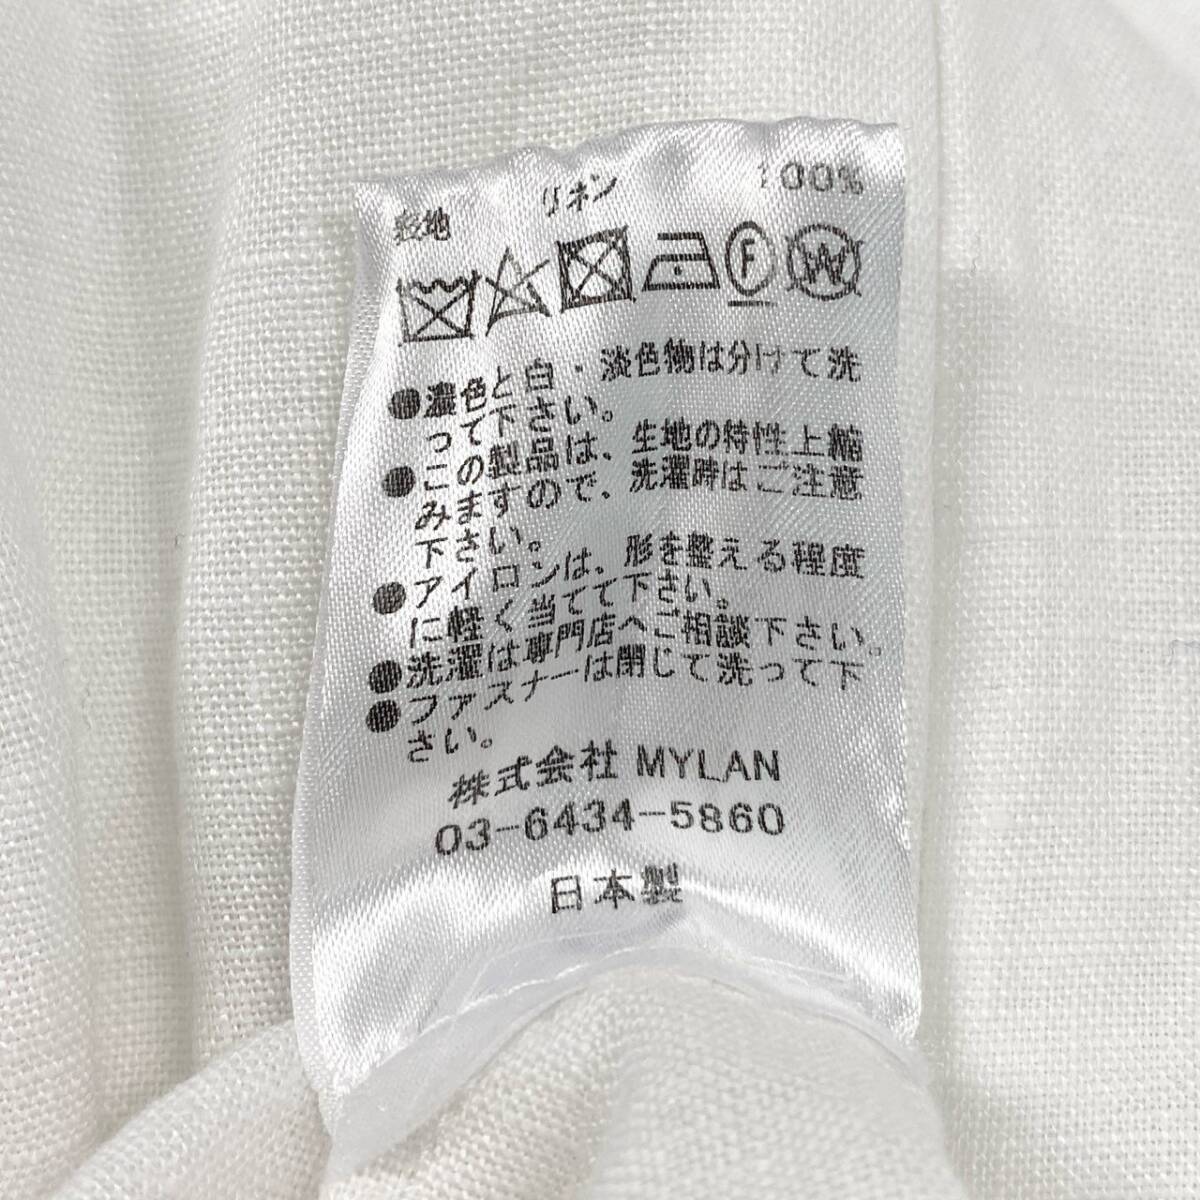 表地 リネン 100%
F W
●濃色と白・淡色物は分けて洗
って下さい。
●この製品は、生地の特性上縮
みますので、洗濯時はご注意
下さい。
●アイロンは、形を整える程度
に軽く当てて下さい。
●洗濯は専門店へご相談下さい。
●ファスナーは閉じて洗って下
さい。
株式会社 MYLAN
03-6434-5860
日本製